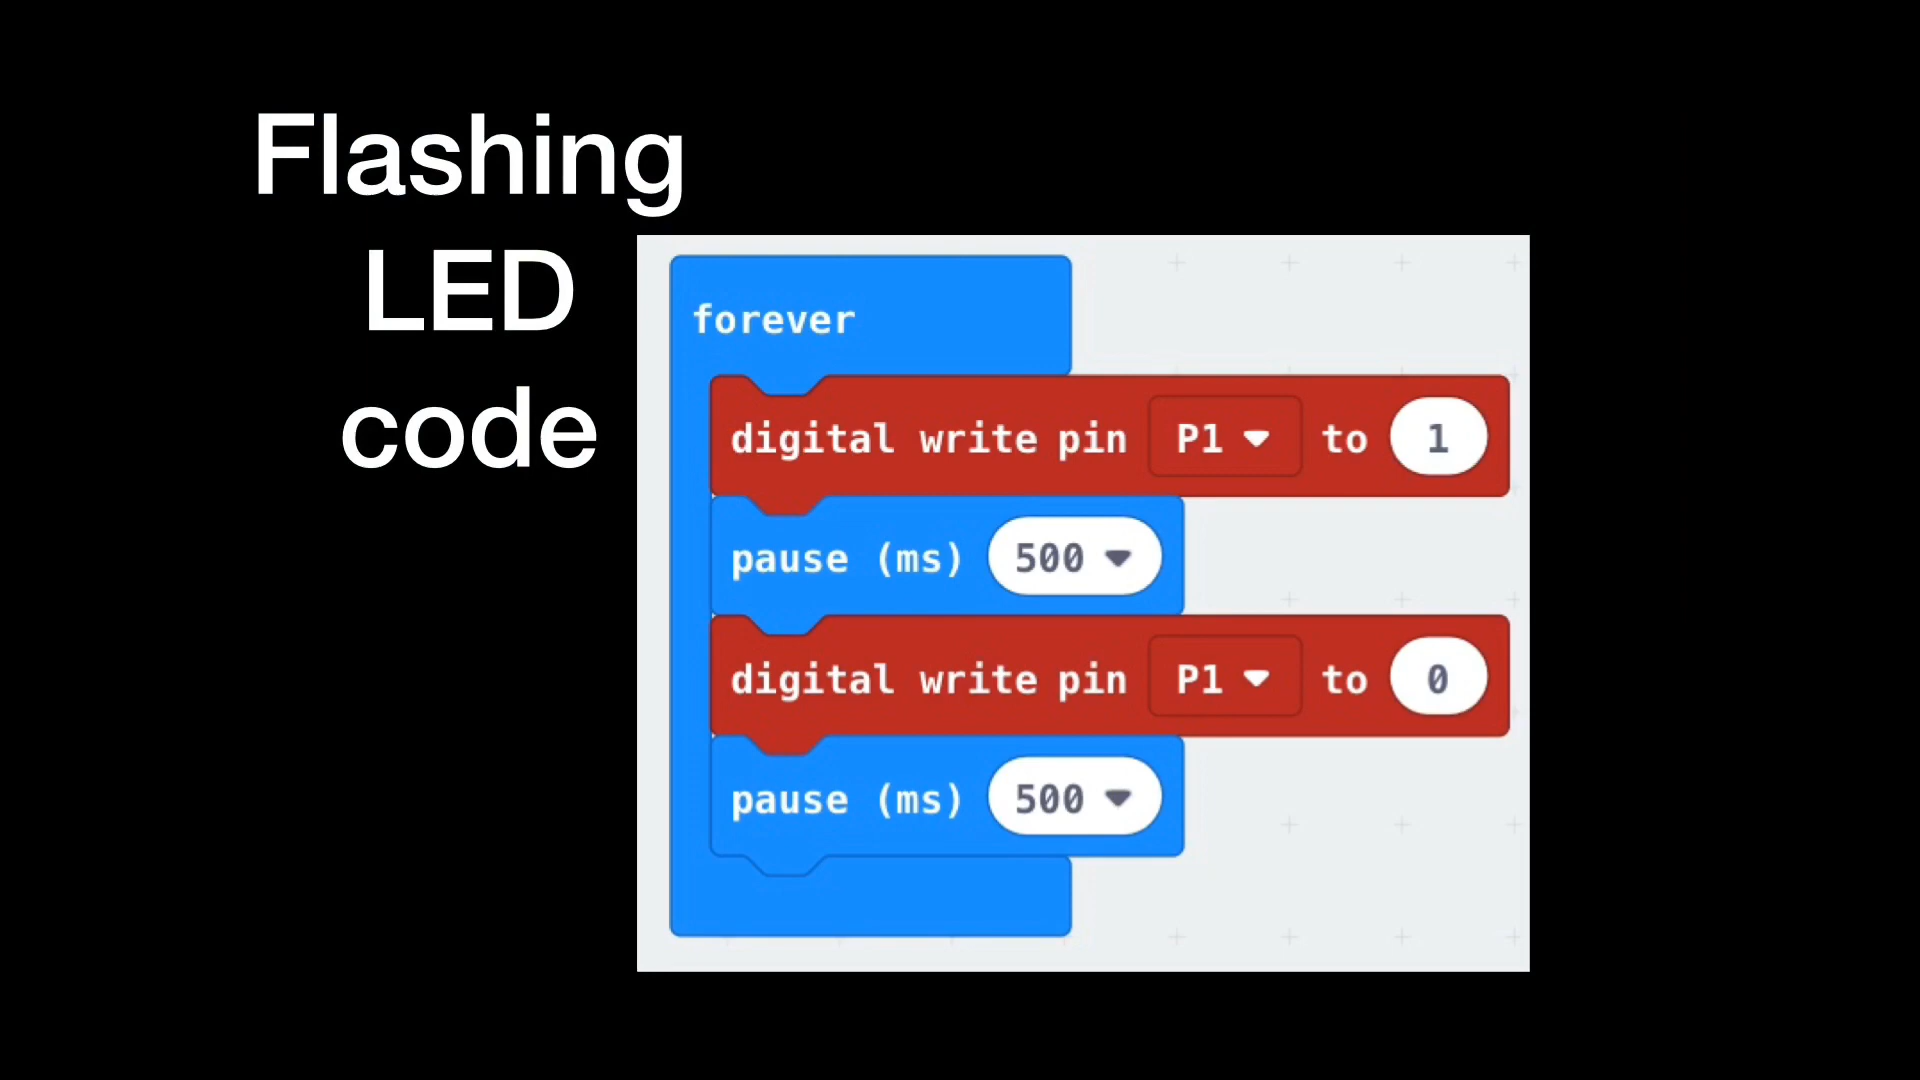 Flashing
LED
code
forever
digital write pin P1 to 1
pause (ms) 500
digital write pin P1 to 0
pause (ms) 500